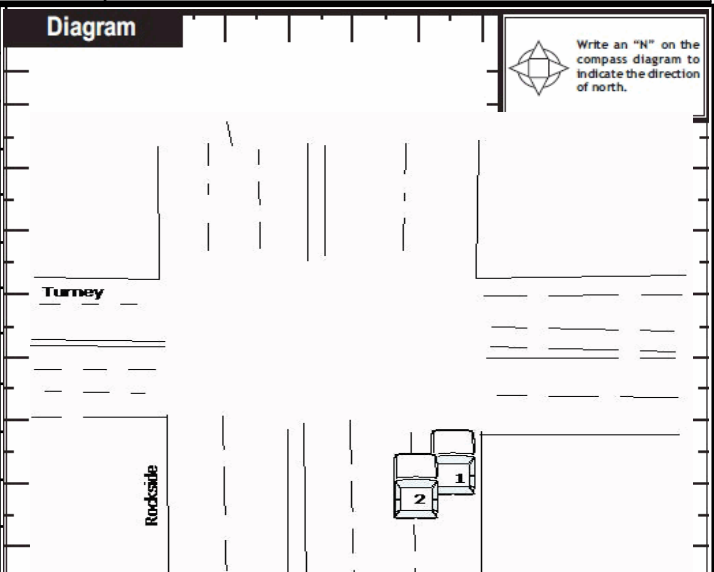 Diagram
Write an “N” on the
compass diagram to
indicate the direction
of north.
Turney
Rockside
1
2